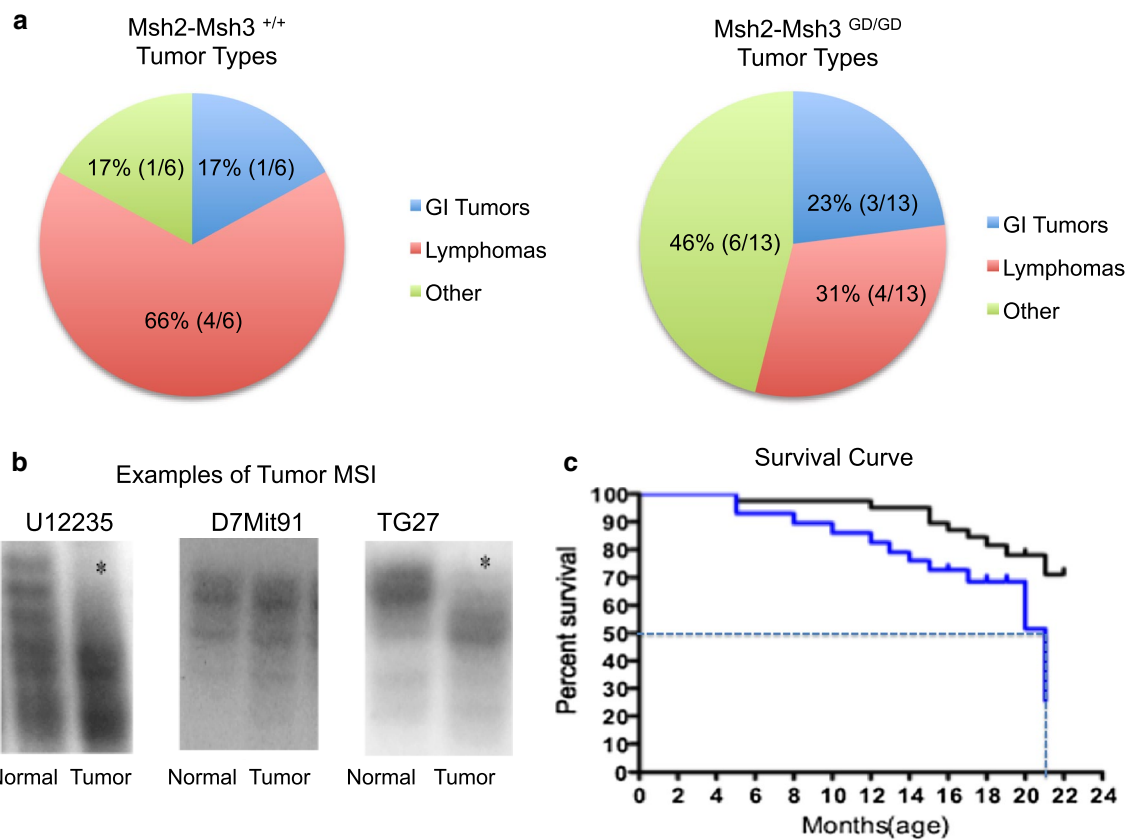 a
Msh2-Msh3 +/+
Tumor Types
17% (1/6)
17% (1/6)
66% (4/6)
GI Tumors
Lymphomas
Other
Msh2-Msh3 GD/GD
Tumor Types
23% (3/13)
46% (6/13)
31% (4/13)
GI Tumors
Lymphomas
Other
b
Examples of Tumor MSI
U12235
D7Mit91
TG27
*
*
Normal Tumor
Normal Tumor
Normal Tumor
c
Survival Curve
Percent survival
100
90
80
70
60
50
40
30
20
10
0
0 2 4 6 8 10 12 14 16 18 20 22 24
Months(age)